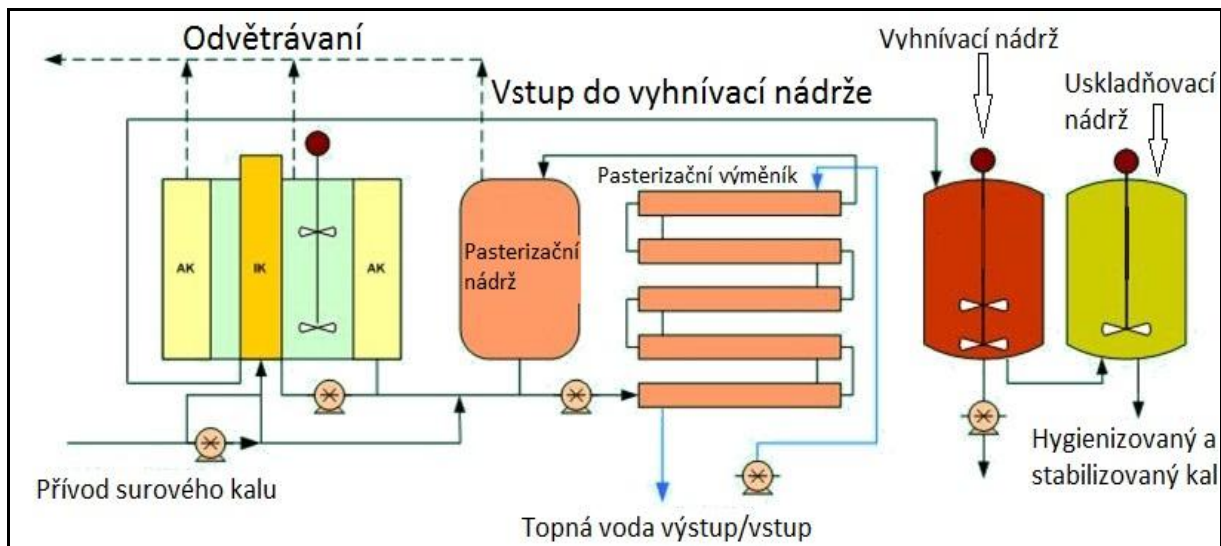 Odvětrávaní
Vyhnívací nádrž
Uskladňovací
nádrž
Vstup do vyhnívací nádrže
Pasterizační výměník
AK
IK
AK
Pasterizační
nádrž
Přívod surového kalu
Topná voda výstup/vstup
Hygienizovaný a
stabilizovaný kal